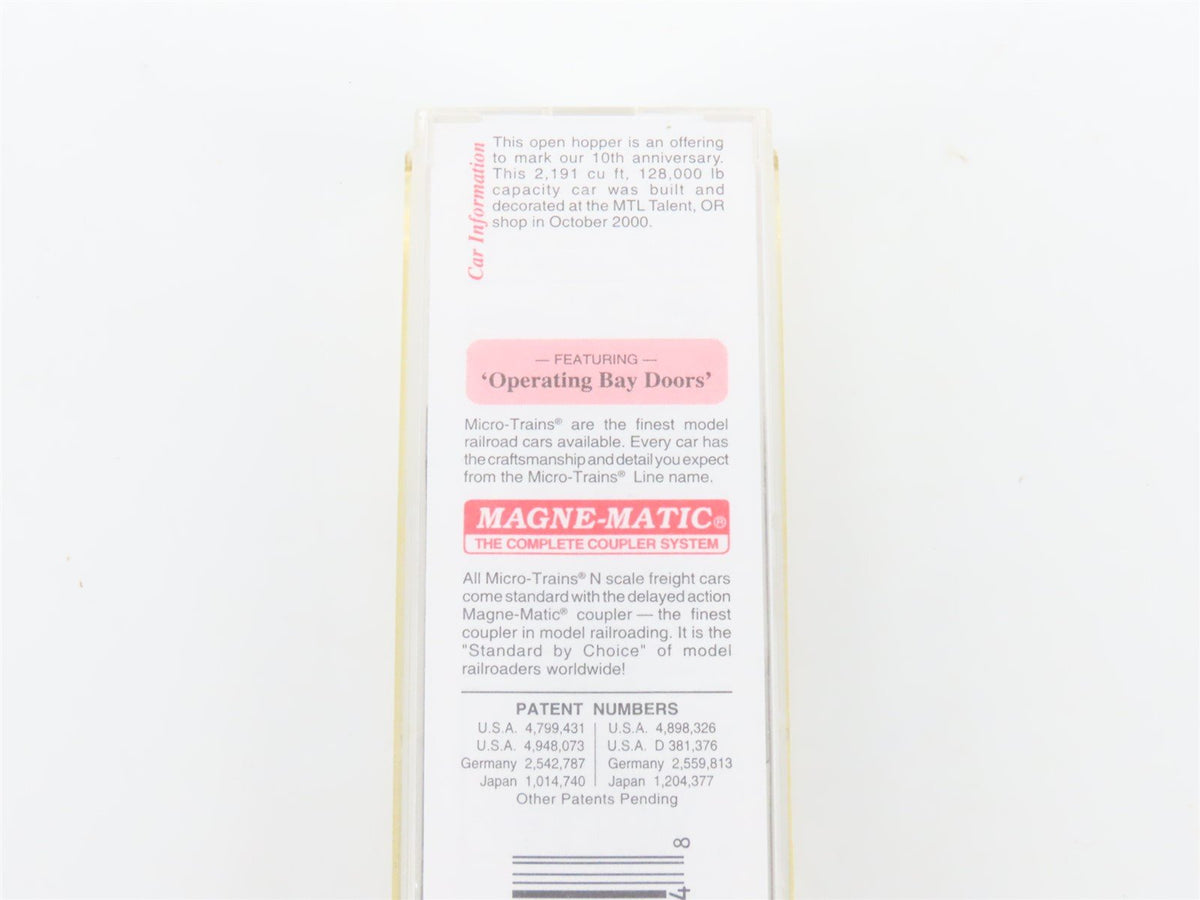 Car Information
This open hopper is an offering
to mark our 10th anniversary.
This 2,191 cu ft, 128,000 lb
capacity car was built and
decorated at the MTL Talent, OR
shop in October 2000.
— FEATURING —
‘Operating Bay Doors’
Micro-Trains® are the finest model
railroad cars available. Every car has
the craftsmanship and detail you expect
from the Micro-Trains® Line name.
MAGNE-MATIC®
THE COMPLETE COUPLER SYSTEM
All Micro-Trains® N scale freight cars
come standard with the delayed action
Magne-Matic® coupler — the finest
coupler in model railroading. It is the
"Standard by Choice" of model
railroaders worldwide!
PATENT NUMBERS
U.S.A. 4,799,431 | U.S.A. 4,898,326
U.S.A. 4,948,073 | U.S.A. D 381,376
Germany 2,542,787 | Germany 2,559,813
Japan 1,014,740 | Japan 1,204,377
Other Patents Pending
8
4